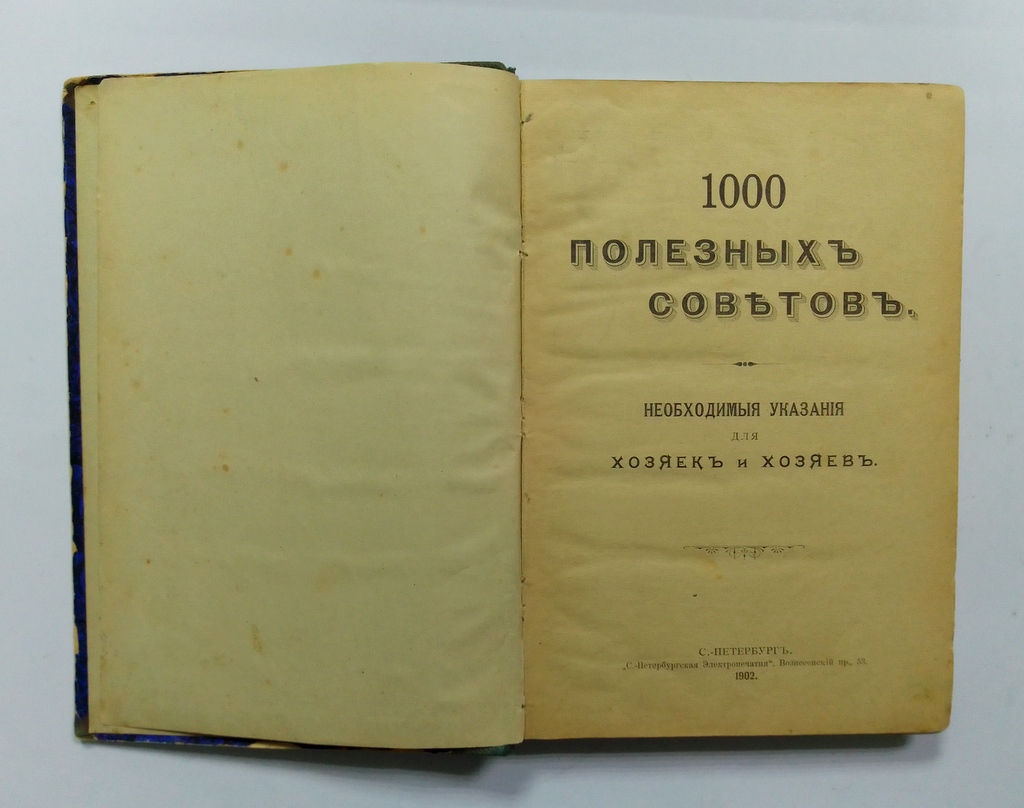 1000
ПОЛЕЗНЫХЪ
СОВѢТОВЪ.
НЕОБХОДИМЫЯ УКАЗАНІЯ
ДЛЯ
ХОЗЯЕКЪ и ХОЗЯЕВЪ.
С.-ПЕТЕРБУРГЪ.
„С.-Петербургская Электропечатня“. Вознесенскій пр., 53.
1902.